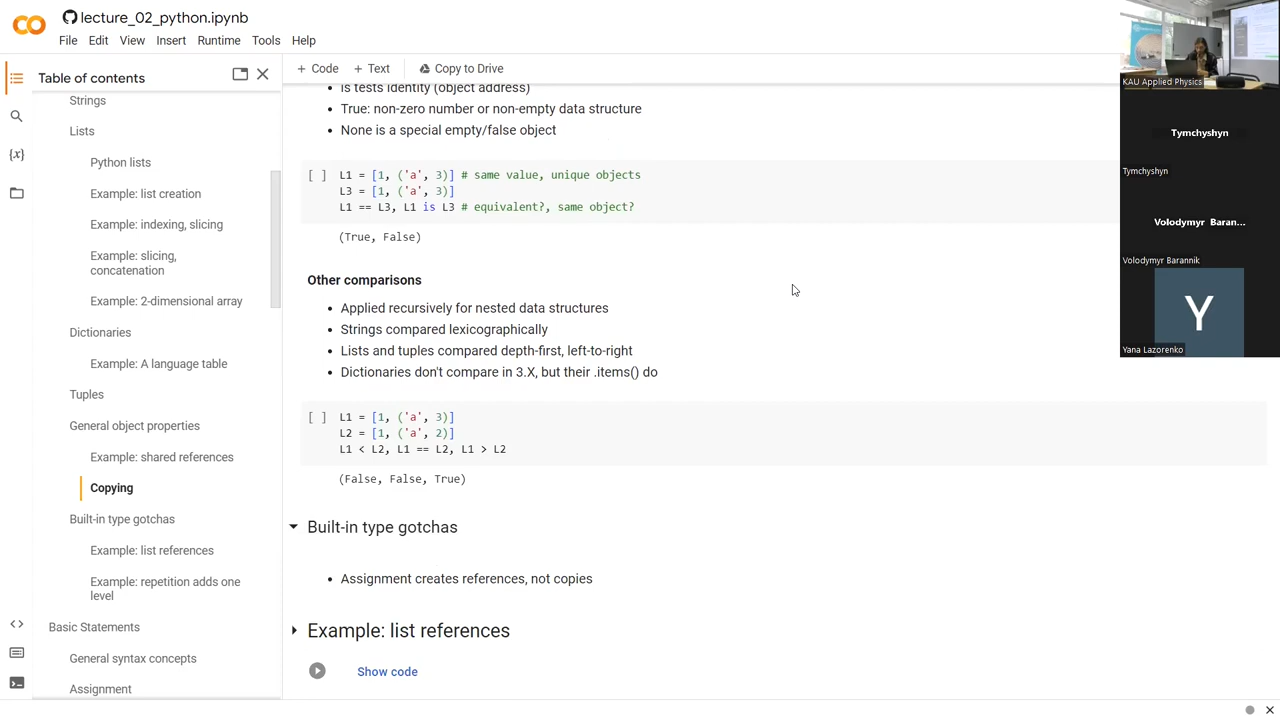 lecture_02_python.ipynb
File Edit View Insert Runtime Tools Help
Table of contents
+ Code + Text Copy to Drive
Strings
Lists
Python lists
Example: list creation
Example: indexing, slicing
Example: slicing,
concatenation
Example: 2-dimensional array
Dictionaries
Example: A language table
Tuples
General object properties
Example: shared references
Copying
Built-in type gotchas
Example: list references
Example: repetition adds one
level
Basic Statements
General syntax concepts
Assignment
• is tests identity (object address)
• True: non-zero number or non-empty data structure
• None is a special empty/false object
[ ] L1 = [1, ('a', 3)] # same value, unique objects
L3 = [1, ('a', 3)]
L1 == L3, L1 is L3 # equivalent?, same object?
(True, False)
Other comparisons
• Applied recursively for nested data structures
• Strings compared lexicographically
• Lists and tuples compared depth-first, left-to-right
• Dictionaries don't compare in 3.X, but their .items() do
[ ] L1 = [1, ('a', 3)]
L2 = [1, ('a', 2)]
L1 < L2, L1 == L2, L1 > L2
(False, False, True)
Built-in type gotchas
• Assignment creates references, not copies
Example: list references
Show code
KAU Applied Physics
Tymchyshyn
Tymchyshyn
Volodymyr Baran...
Volodymyr Barannik
Y
Yana Lazorenko